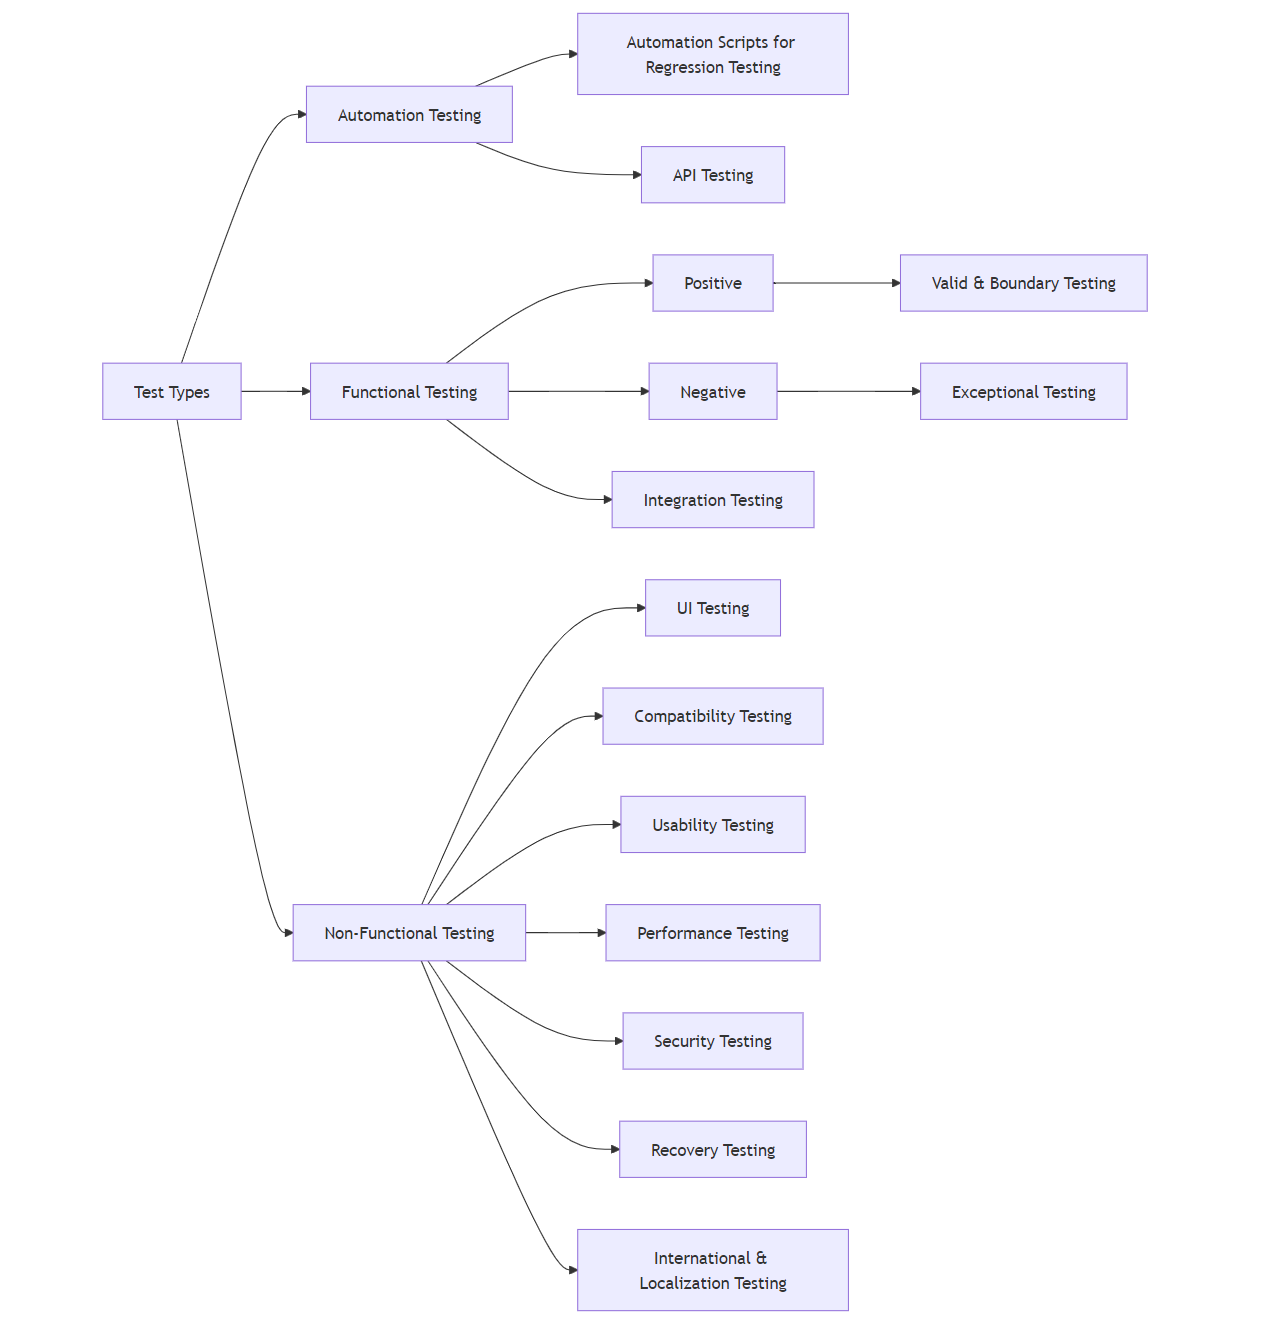 Automation Scripts for
Regression Testing
Automation Testing
API Testing
Positive
Valid & Boundary Testing
Test Types
Functional Testing
Negative
Exceptional Testing
Integration Testing
UI Testing
Compatibility Testing
Usability Testing
Non-Functional Testing
Performance Testing
Security Testing
Recovery Testing
International &
Localization Testing